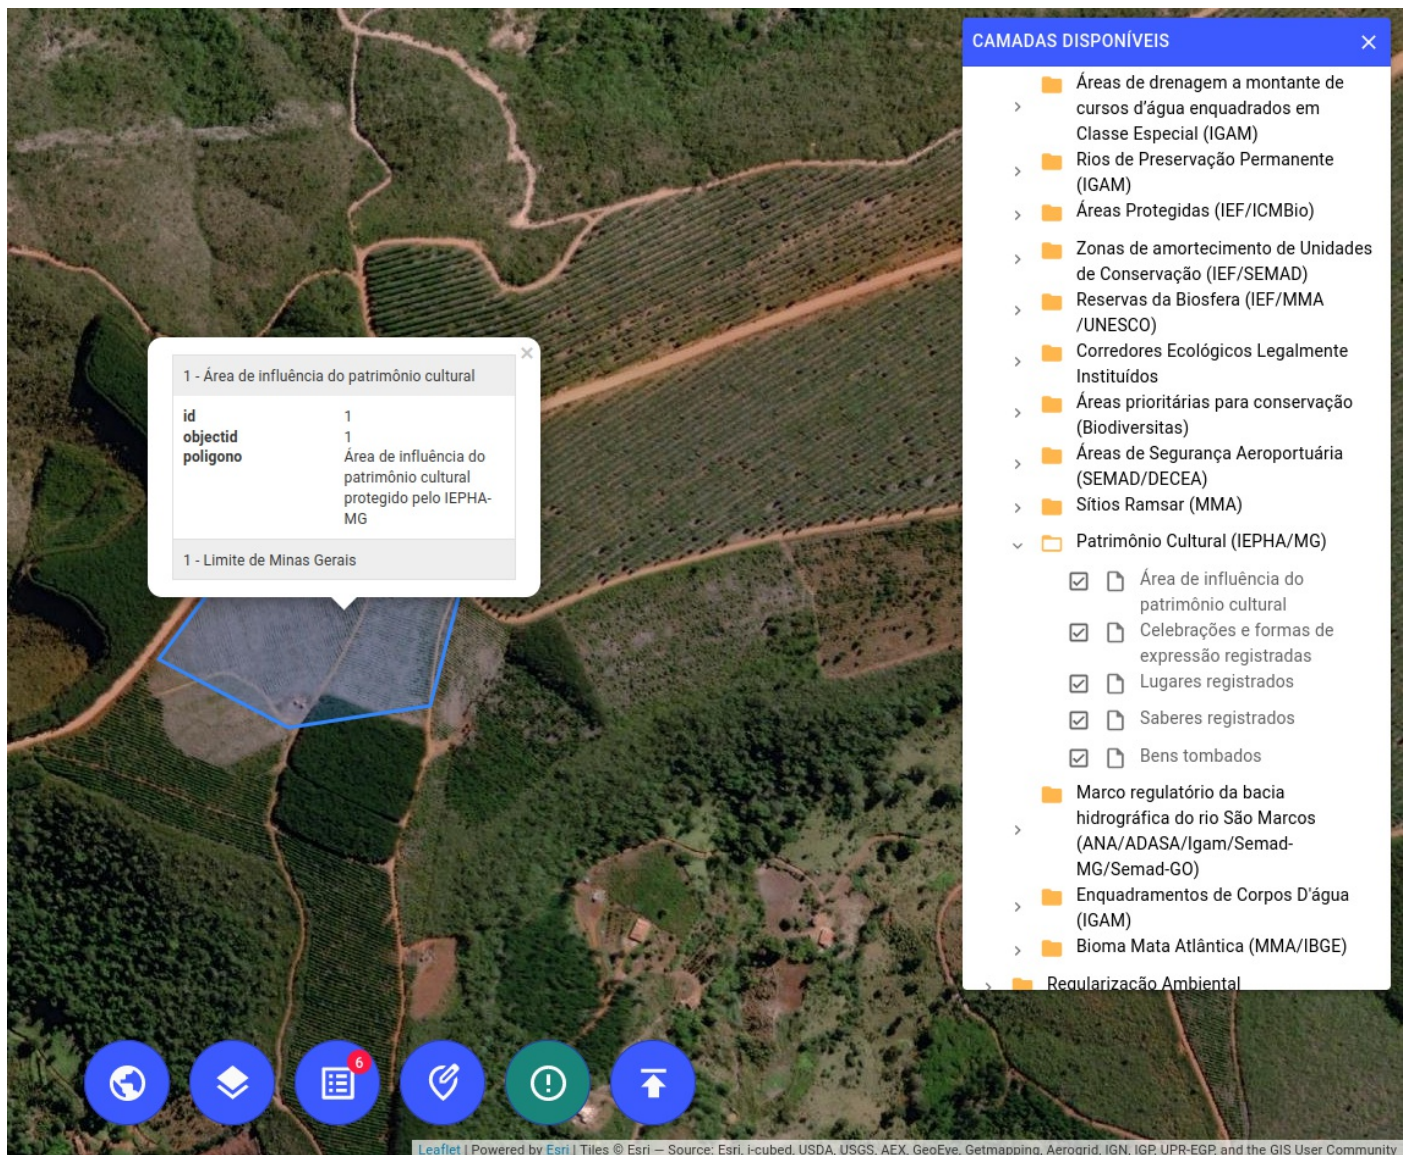 CAMADAS DISPONÍVEIS
Áreas de drenagem a montante de
cursos d’água enquadrados em
Classe Especial (IGAM)
Rios de Preservação Permanente
(IGAM)
Áreas Protegidas (IEF/ICMBio)
Zonas de amortecimento de Unidades
de Conservação (IEF/SEMAD)
Reservas da Biosfera (IEF/MMA
/UNESCO)
Corredores Ecológicos Legalmente
Instituídos
Áreas prioritárias para conservação
(Biodiversitas)
Áreas de Segurança Aeroportuária
(SEMAD/DECEA)
Sítios Ramsar (MMA)
Patrimônio Cultural (IEPHA/MG)
Área de influência do
patrimônio cultural
Celebrações e formas de
expressão registradas
Lugares registrados
Saberes registrados
Bens tombados
Marco regulatório da bacia
hidrográfica do rio São Marcos
(ANA/ADASA/Igam/Semad-
MG/Semad-GO)
Enquadramentos de Corpos D'água
(IGAM)
Bioma Mata Atlântica (MMA/IBGE)
Regularização Ambiental
1 - Área de influência do patrimônio cultural
id 1
objectid 1
poligono Área de influência do
patrimônio cultural
protegido pelo IEPHA-
MG
1 - Limite de Minas Gerais
6
Leaflet | Powered by Esri | Tiles © Esri — Source: Esri, i-cubed, USDA, USGS, AEX, GeoEye, Getmapping, Aerogrid, IGN, IGP, UPR-EGP, and the GIS User Community